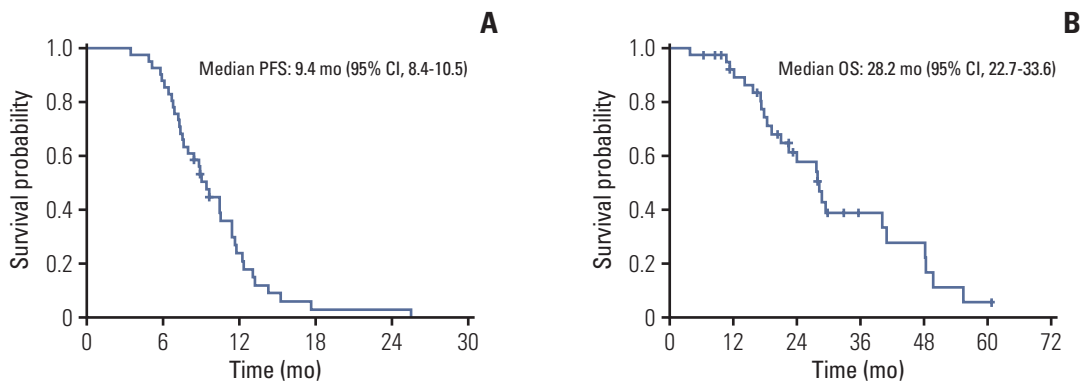 A
Median PFS: 9.4 mo (95% CI, 8.4-10.5)
Survival probability
1.0
0.8
0.6
0.4
0.2
0
0 6 12 18 24 30
Time (mo)
B
Median OS: 28.2 mo (95% CI, 22.7-33.6)
Survival probability
1.0
0.8
0.6
0.4
0.2
0
0 12 24 36 48 60 72
Time (mo)